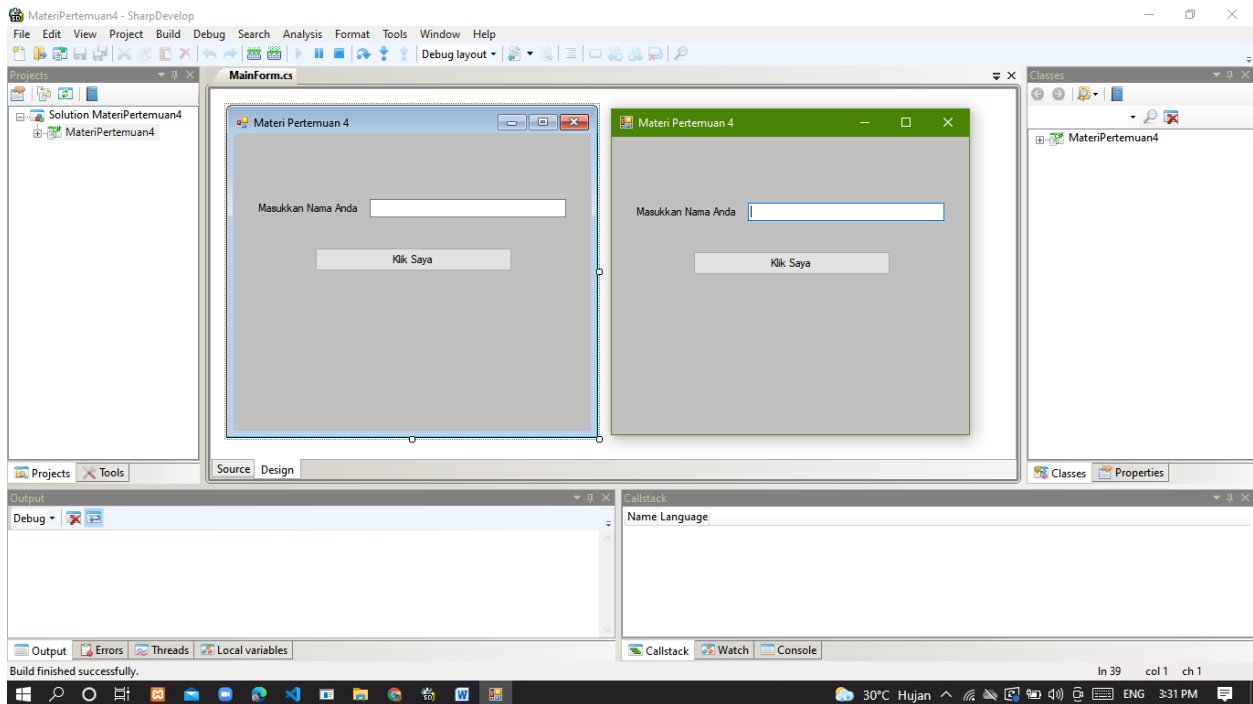 MateriPertemuan4 - SharpDevelop
File Edit View Project Build Debug Search Analysis Format Tools Window Help
Debug layout
Projects
MainForm.cs
Classes
Solution MateriPertemuan4
MateriPertemuan4
Materi Pertemuan 4
Masukkan Nama Anda
Klik Saya
Materi Pertemuan 4
Masukkan Nama Anda
Klik Saya
MateriPertemuan4
Projects Tools
Source Design
Classes Properties
Output
Debug
Callstack
Name Language
Output Errors Threads Local variables
Callstack Watch Console
Build finished successfully.
ln 39 col 1 ch 1
30°C Hujan ENG 3:31 PM